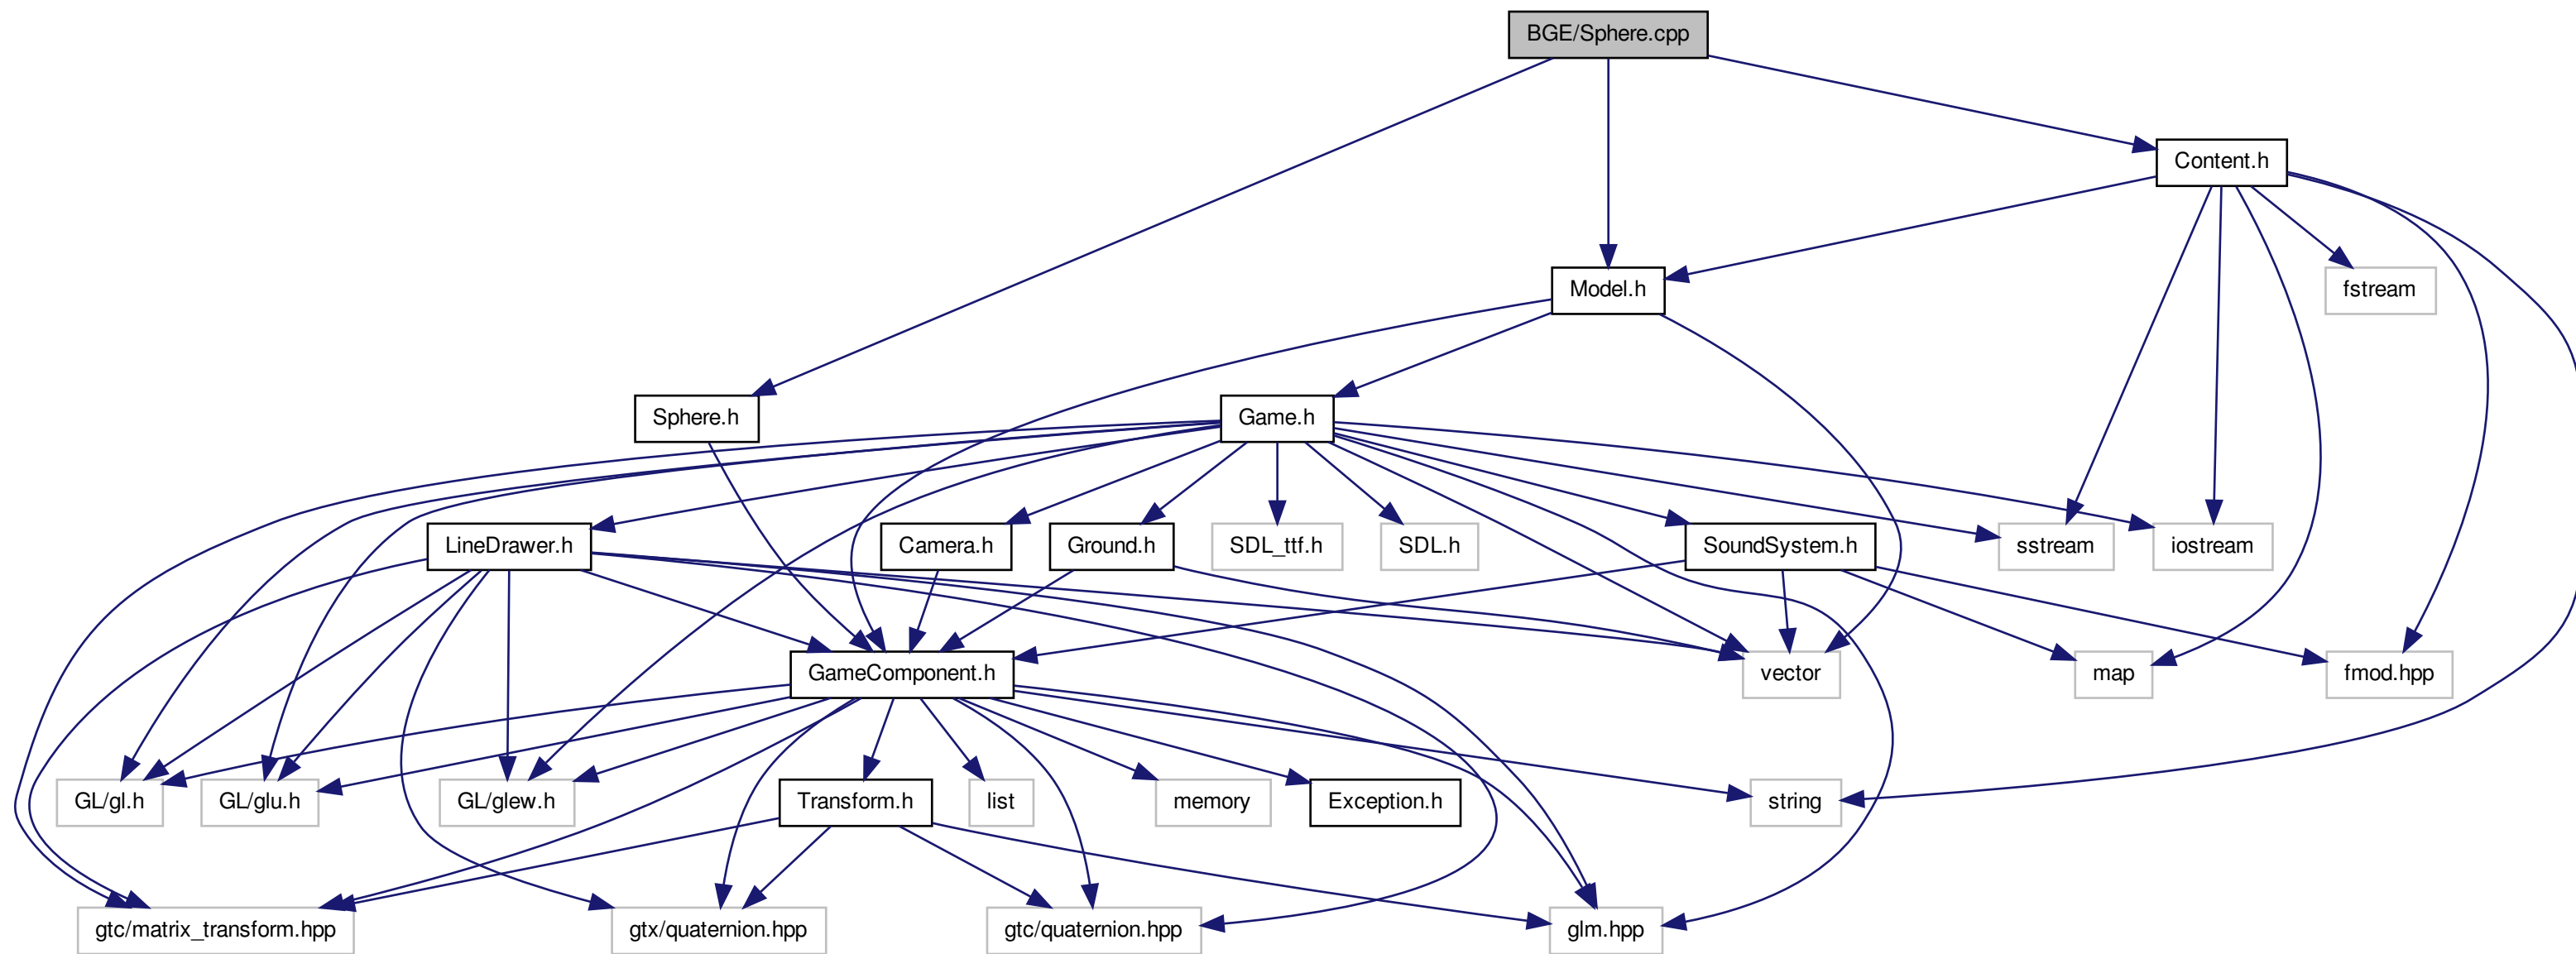 BGE/Sphere.cpp
Content.h
Model.h
fstream
Sphere.h
Game.h
LineDrawer.h
Camera.h
Ground.h
SDL_ttf.h
SDL.h
SoundSystem.h
sstream
iostream
GameComponent.h
vector
map
fmod.hpp
GL/gl.h
GL/glu.h
GL/glew.h
Transform.h
list
memory
Exception.h
string
gtc/matrix_transform.hpp
gtx/quaternion.hpp
gtc/quaternion.hpp
glm.hpp